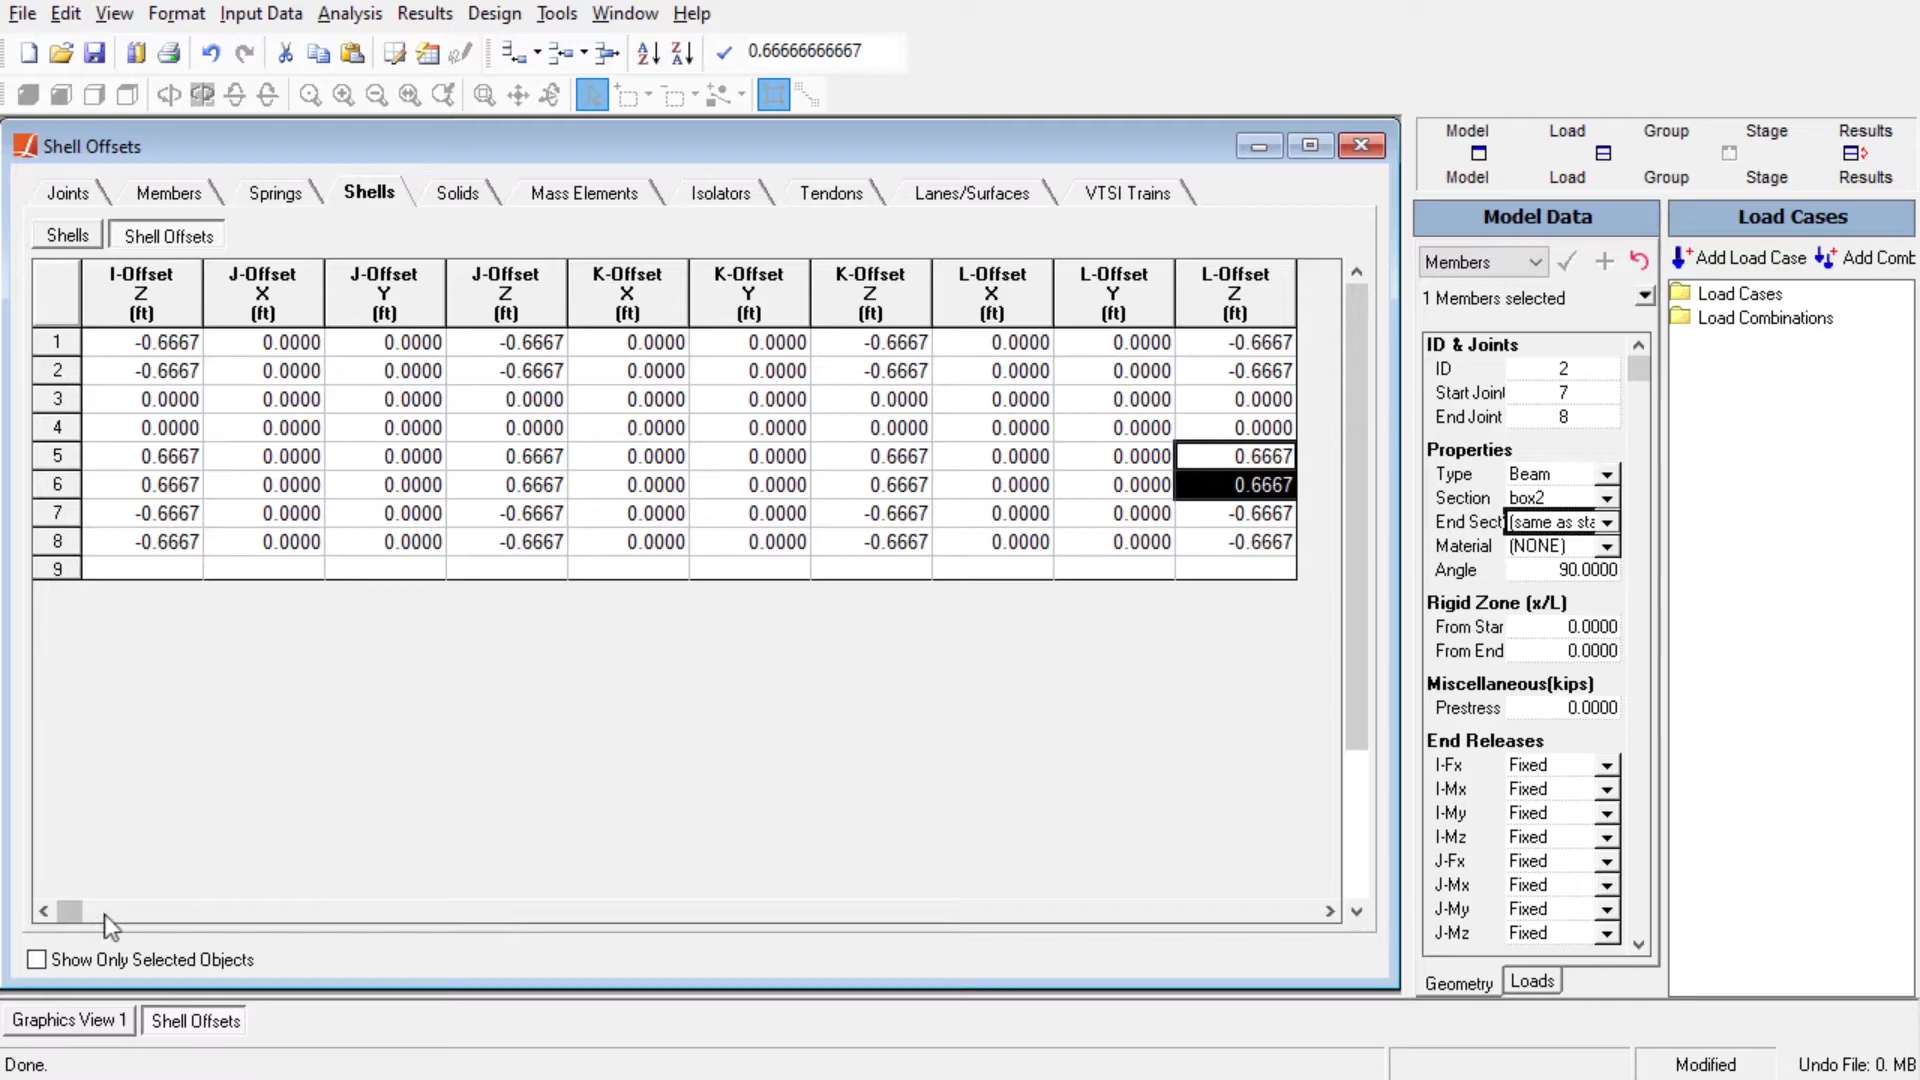 File Edit View Format Input Data Analysis Results Design Tools Window Help
0.66666666667
Shell Offsets
Joints Members Springs Shells Solids Mass Elements Isolators Tendons Lanes/Surfaces VTSI Trains
Shells Shell Offsets
I-Offset J-Offset J-Offset J-Offset K-Offset K-Offset K-Offset L-Offset L-Offset L-Offset
Z X Y Z X Y Z X Y Z
(ft) (ft) (ft) (ft) (ft) (ft) (ft) (ft) (ft) (ft)
1 -0.6667 0.0000 0.0000 -0.6667 0.0000 0.0000 -0.6667 0.0000 0.0000 -0.6667
2 -0.6667 0.0000 0.0000 -0.6667 0.0000 0.0000 -0.6667 0.0000 0.0000 -0.6667
3 0.0000 0.0000 0.0000 0.0000 0.0000 0.0000 0.0000 0.0000 0.0000 0.0000
4 0.0000 0.0000 0.0000 0.0000 0.0000 0.0000 0.0000 0.0000 0.0000 0.0000
5 0.6667 0.0000 0.0000 0.6667 0.0000 0.0000 0.6667 0.0000 0.0000 0.6667
6 0.6667 0.0000 0.0000 0.6667 0.0000 0.0000 0.6667 0.0000 0.0000 0.6667
7 -0.6667 0.0000 0.0000 -0.6667 0.0000 0.0000 -0.6667 0.0000 0.0000 -0.6667
8 -0.6667 0.0000 0.0000 -0.6667 0.0000 0.0000 -0.6667 0.0000 0.0000 -0.6667
9
Show Only Selected Objects
Model Load Group Stage Results
Model Load Group Stage Results
Model Data
Members
1 Members selected
ID & Joints
ID 2
Start Joint 7
End Joint 8
Properties
Type Beam
Section box2
End Sect (same as sta
Material (NONE)
Angle 90.0000
Rigid Zone (x/L)
From Star 0.0000
From End 0.0000
Miscellaneous(kips)
Prestress 0.0000
End Releases
I-Fx Fixed
I-Mx Fixed
I-My Fixed
I-Mz Fixed
J-Fx Fixed
J-Mx Fixed
J-My Fixed
J-Mz Fixed
Geometry Loads
Load Cases
Add Load Case Add Comb
Load Cases
Load Combinations
Graphics View 1 Shell Offsets
Done. Modified Undo File: 0. MB